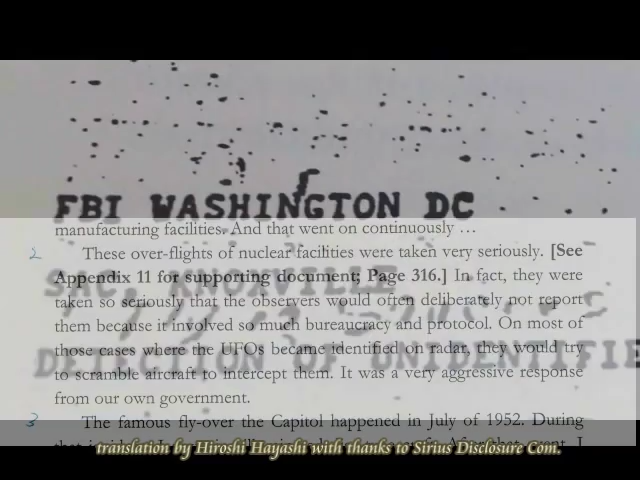 FBI WASHINGTON DC
manufacturing facilities. And that went on continuously …
2 These over-flights of nuclear facilities were taken very seriously. [See
Appendix 11 for supporting document; Page 316.] In fact, they were
taken so seriously that the observers would often deliberately not report
them because it involved so much bureaucracy and protocol. On most of
those cases where the UFOs became identified on radar, they would try
to scramble aircraft to intercept them. It was a very aggressive response
from our own government.
3 The famous fly-over the Capitol happened in July of 1952. During
translation by Hiroshi Hayashi with thanks to Sirius Disclosure Com.